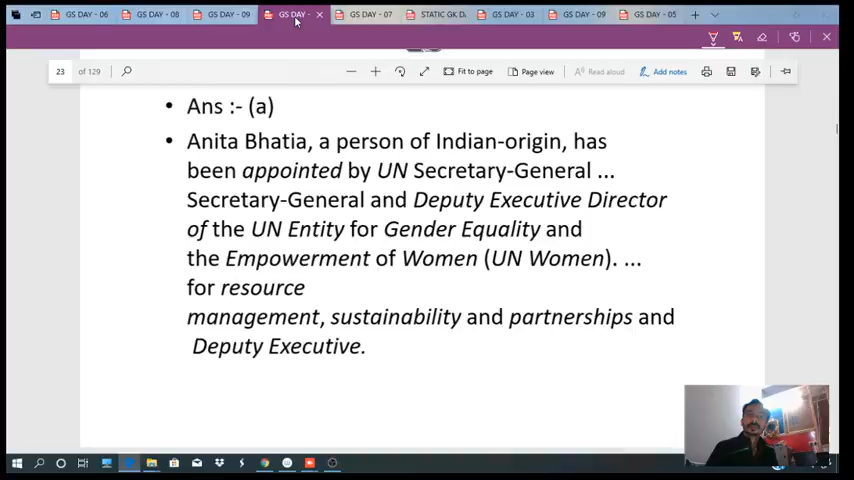 GS DAY - 06 GS DAY - 08 GS DAY - 09 GS DAY - GS DAY - 07 STATIC GK D GS DAY - 03 GS DAY - 09 GS DAY - 05
23 of 129 Fit to page Page view Read aloud Add notes
• Ans :- (a)
• Anita Bhatia, a person of Indian-origin, has
been appointed by UN Secretary-General ...
Secretary-General and Deputy Executive Director
of the UN Entity for Gender Equality and
the Empowerment of Women (UN Women). ...
for resource
management, sustainability and partnerships and
Deputy Executive.